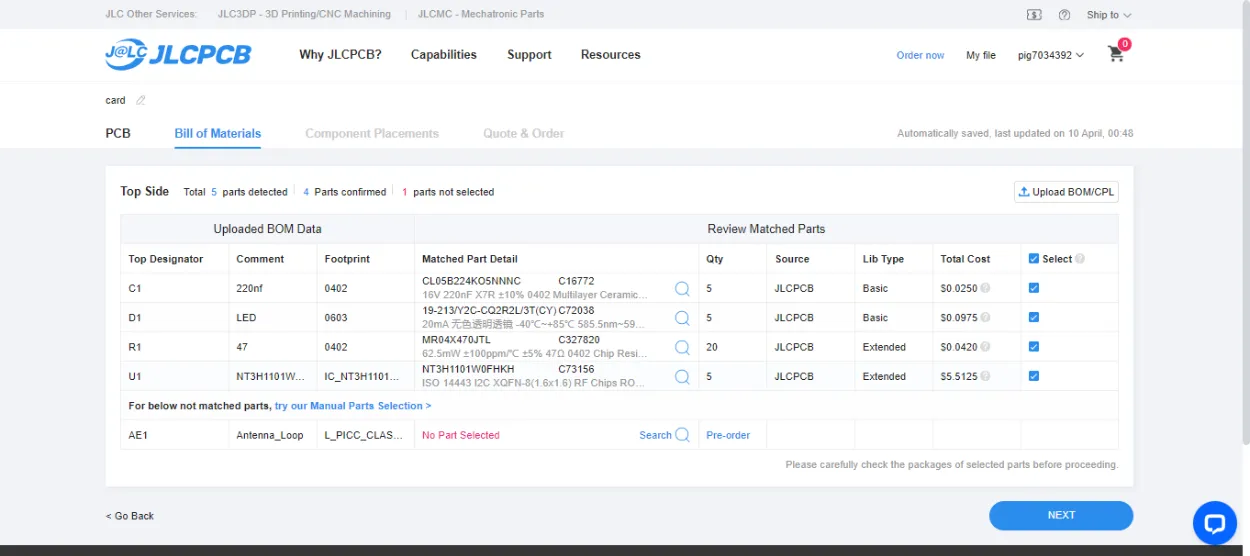 JLC Other Services: JLC3DP - 3D Printing/CNC Machining | JLCMC - Mechatronic Parts Ship to
J@LC JLCPCB Why JLCPCB? Capabilities Support Resources Order now My file pig7034392 0
card
PCB Bill of Materials Component Placements Quote & Order Automatically saved, last updated on 10 April, 00:48
Top Side Total 5 parts detected 4 Parts confirmed 1 parts not selected Upload BOM/CPL
Uploaded BOM Data Review Matched Parts
Top Designator Comment Footprint Matched Part Detail Qty Source Lib Type Total Cost Select
C1 220nf 0402 CL05B224KO5NNNC C16772 5 JLCPCB Basic $0.0250
16V 220nF X7R ±10% 0402 Multilayer Ceramic...
D1 LED 0603 19-213/Y2C-CQ2R2L/3T(CY) C72038 5 JLCPCB Basic $0.0975
20mA 无色透明透镜 -40℃~+85℃ 585.5nm~59...
R1 47 0402 MR04X470JTL C327820 20 JLCPCB Extended $0.0420
62.5mW ±100ppm/℃ ±5% 47Ω 0402 Chip Resi...
U1 NT3H1101W... IC_NT3H1101... NT3H1101W0FHKH C73156 5 JLCPCB Extended $5.5125
ISO 14443 I2C XQFN-8(1.6x1.6) RF Chips RO...
For below not matched parts, try our Manual Parts Selection >
AE1 Antenna_Loop L_PICC_CLAS... No Part Selected Search Pre-order
Please carefully check the packages of selected parts before proceeding.
< Go Back NEXT